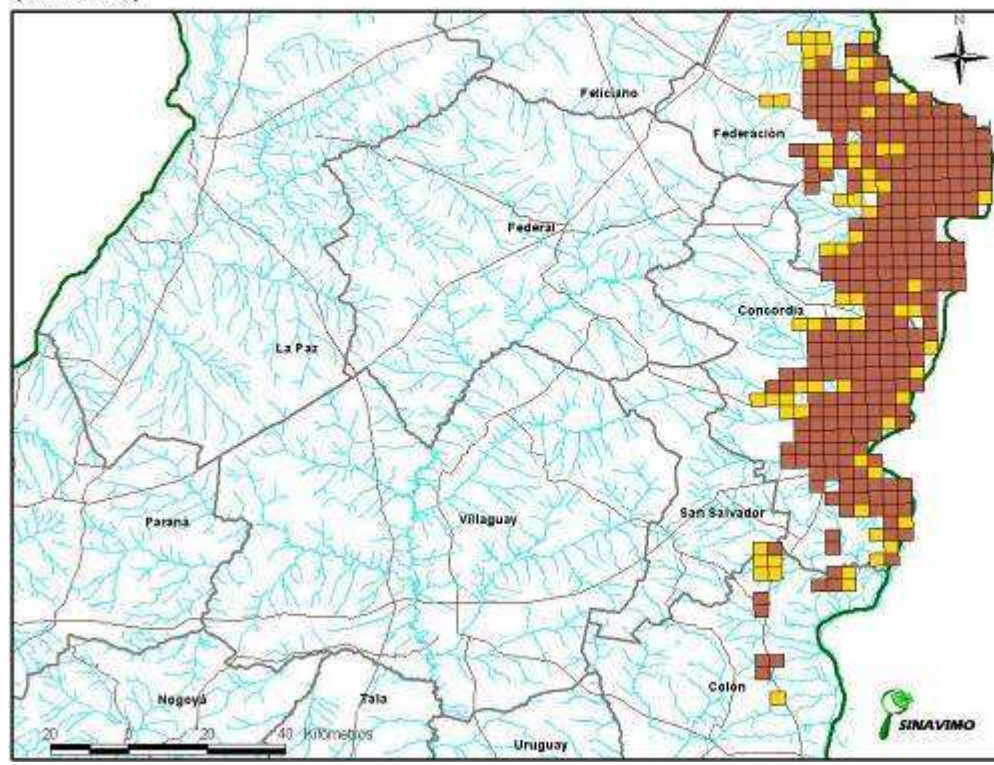 N
Feliciano
Federación
Federal
Concordia
La Paz
Paraná
Villaguay
San Salvador
Nogoyá
Tala
Colón
Uruguay
20 0 20 40 Kilómetros
SINAVIMO